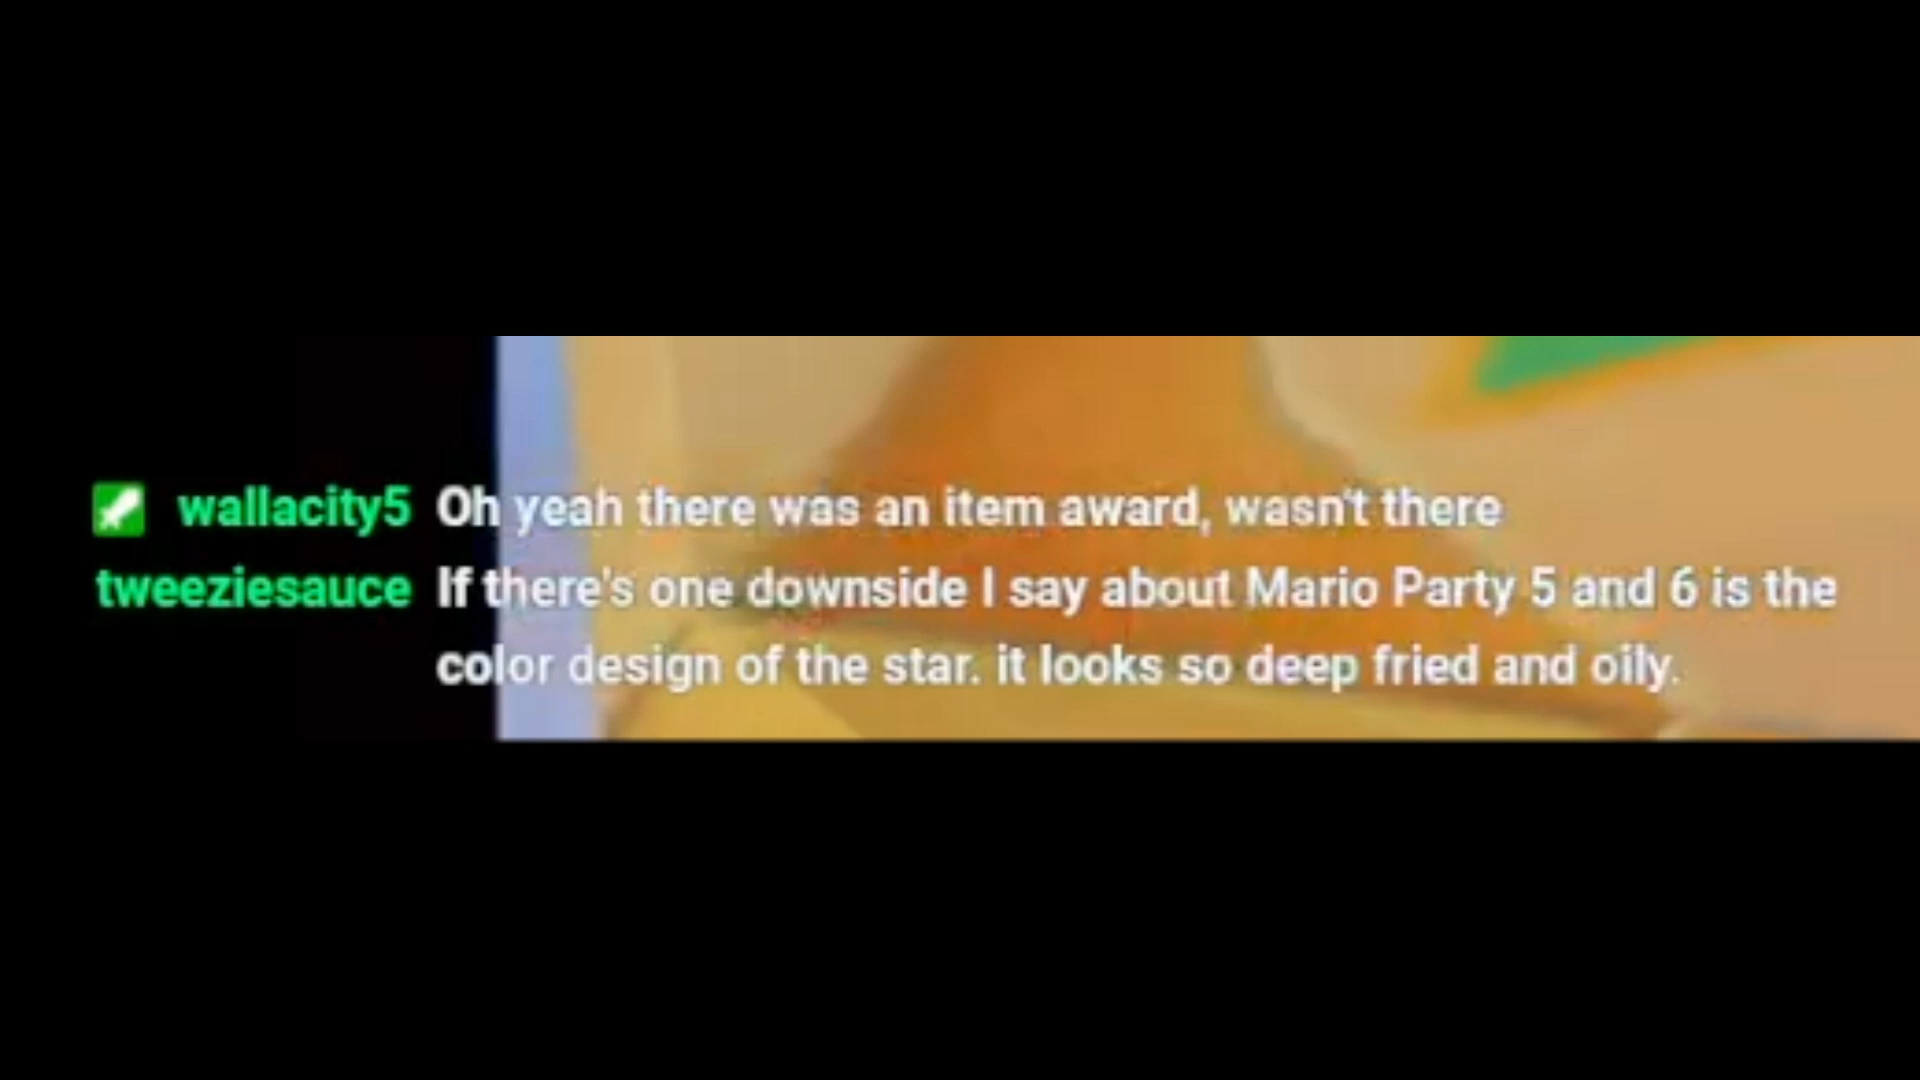 wallacity5 Oh yeah there was an item award, wasn't there
tweeziesauce If there's one downside I say about Mario Party 5 and 6 is the
color design of the star. it looks so deep fried and oily.